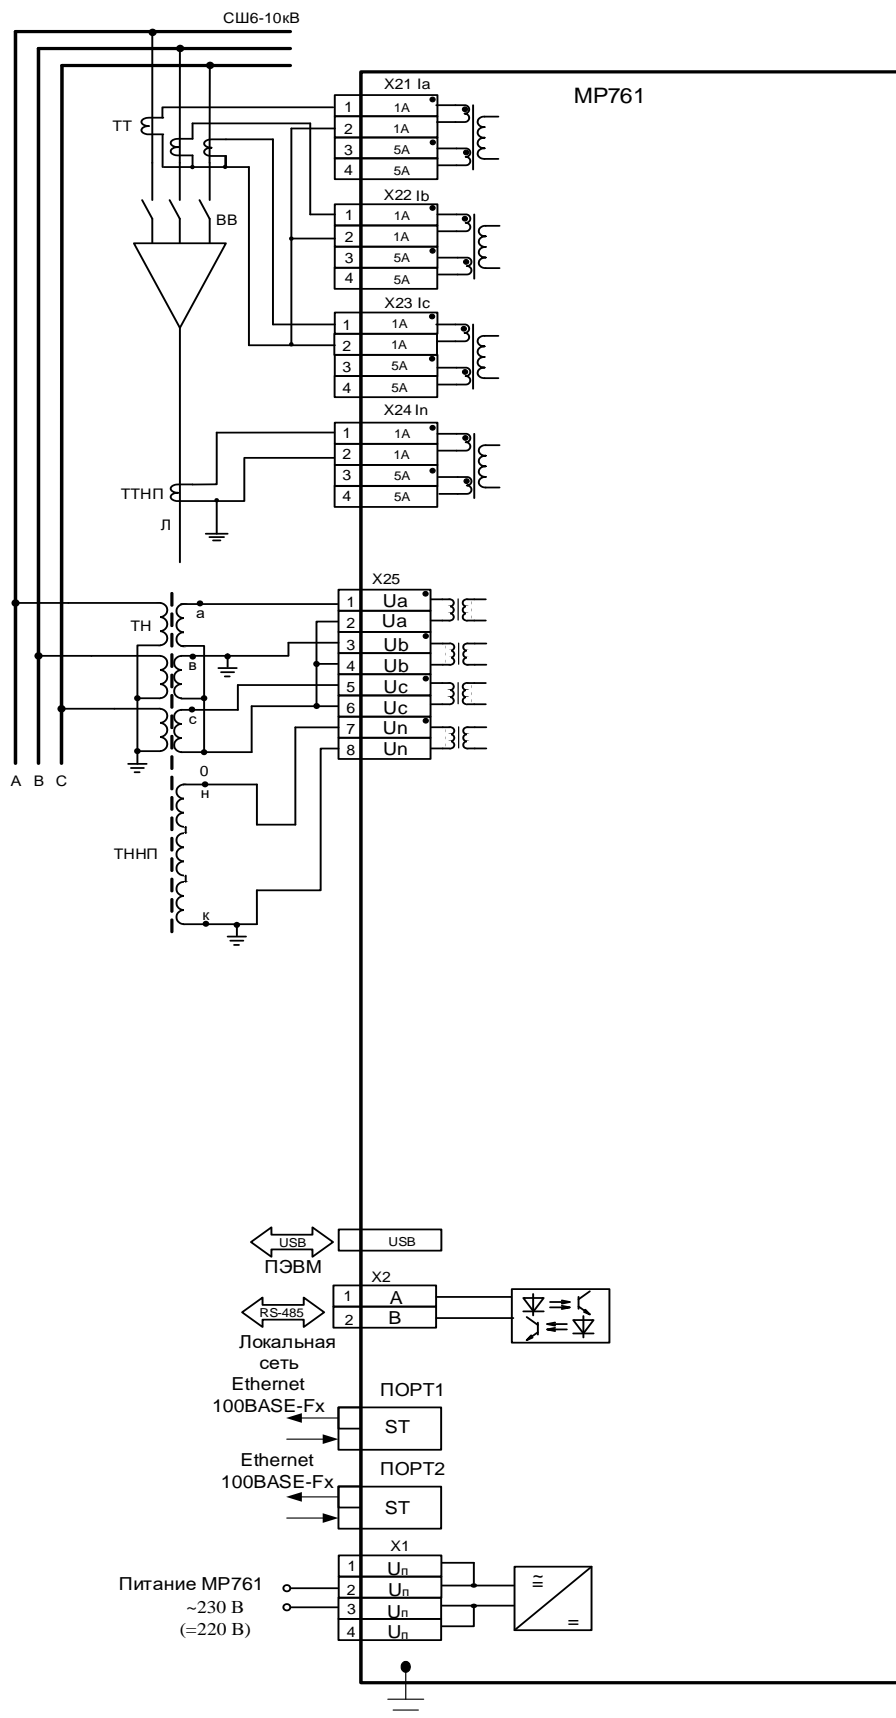 СШ6-10кВ
МР761
X21 Ia
1 1А
2 1А
3 5А
4 5А
ТТ
X22 Ib
1 1А
2 1А
3 5А
4 5А
ВВ
X23 Ic
1 1А
2 1А
3 5А
4 5А
X24 In
1 1А
2 1А
3 5А
4 5А
ТТНП
Л
X25
1 Ua
2 Ua
3 Ub
4 Ub
5 Uc
6 Uc
7 Un
8 Un
ТН
а
в
с
0
А В С
н
ТННП
к
USB
USB
ПЭВМ
X2
1 A
2 B
RS-485
Локальная
сеть
Ethernet
100BASE-Fx
ПОРТ1
ST
Ethernet
100BASE-Fx
ПОРТ2
ST
X1
1 Uп
2 Uп
3 Uп
4 Uп
Питание МР761
~230 В
(=220 В)